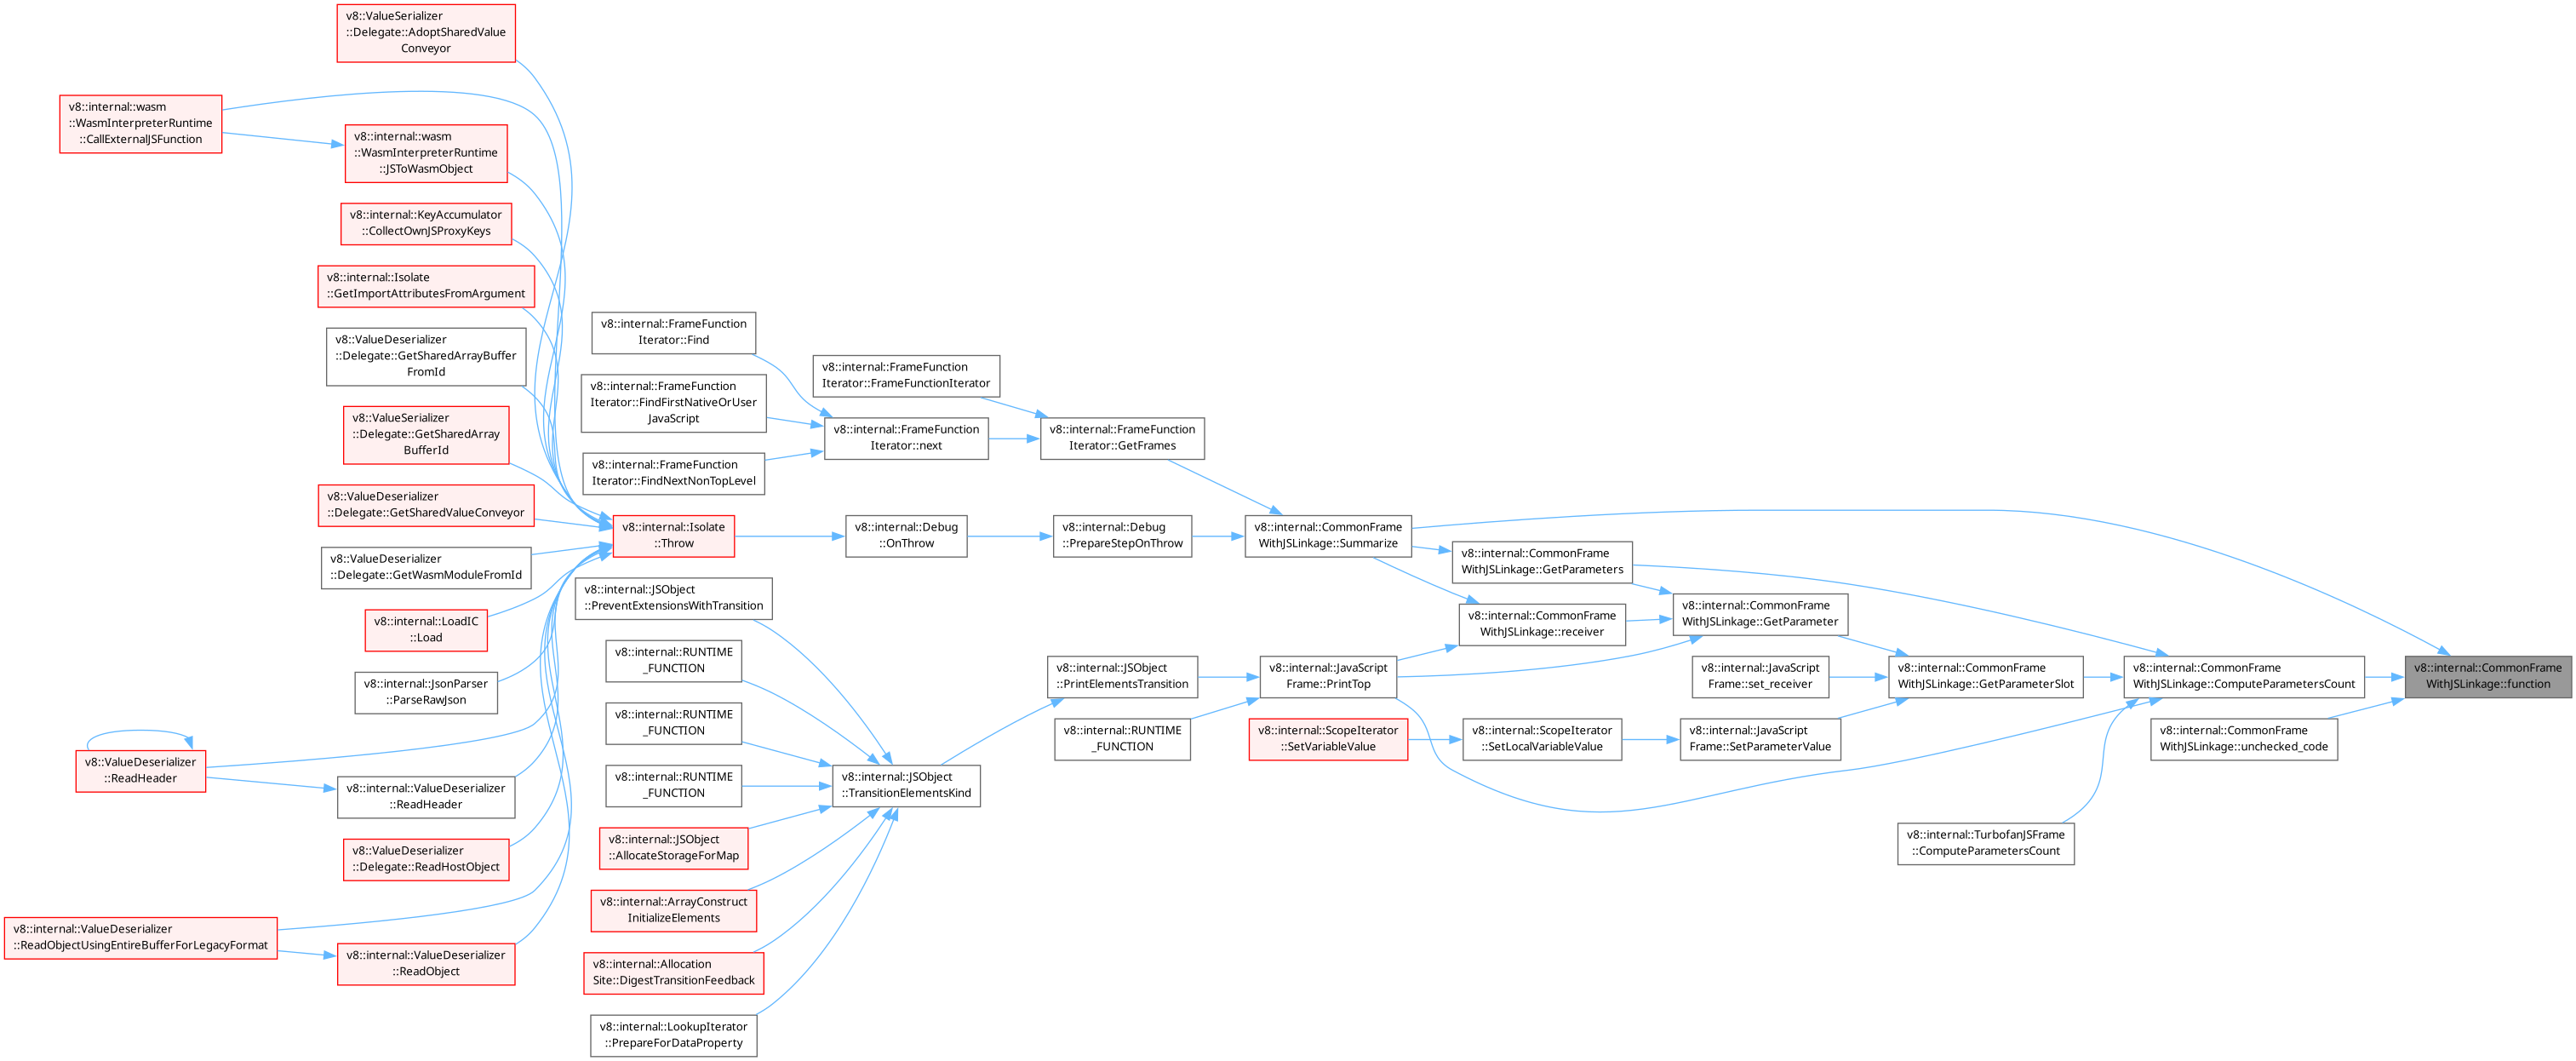 v8::ValueSerializer
::Delegate::AdoptSharedValue
Conveyor
v8::internal::wasm
::WasmInterpreterRuntime
::CallExternalJSFunction
v8::internal::wasm
::WasmInterpreterRuntime
::JSToWasmObject
v8::internal::KeyAccumulator
::CollectOwnJSProxyKeys
v8::internal::Isolate
::GetImportAttributesFromArgument
v8::ValueDeserializer
::Delegate::GetSharedArrayBuffer
FromId
v8::ValueSerializer
::Delegate::GetSharedArray
BufferId
v8::ValueDeserializer
::Delegate::GetSharedValueConveyor
v8::ValueDeserializer
::Delegate::GetWasmModuleFromId
v8::internal::LoadIC
::Load
v8::internal::JsonParser
::ParseRawJson
v8::ValueDeserializer
::ReadHeader
v8::internal::ValueDeserializer
::ReadHeader
v8::ValueDeserializer
::Delegate::ReadHostObject
v8::internal::ValueDeserializer
::ReadObjectUsingEntireBufferForLegacyFormat
v8::internal::ValueDeserializer
::ReadObject
v8::internal::FrameFunction
Iterator::Find
v8::internal::FrameFunction
Iterator::FindFirstNativeOrUser
JavaScript
v8::internal::FrameFunction
Iterator::FindNextNonTopLevel
v8::internal::Isolate
::Throw
v8::internal::JSObject
::PreventExtensionsWithTransition
v8::internal::RUNTIME
_FUNCTION
v8::internal::RUNTIME
_FUNCTION
v8::internal::RUNTIME
_FUNCTION
v8::internal::JSObject
::AllocateStorageForMap
v8::internal::ArrayConstruct
InitializeElements
v8::internal::Allocation
Site::DigestTransitionFeedback
v8::internal::LookupIterator
::PrepareForDataProperty
v8::internal::FrameFunction
Iterator::FrameFunctionIterator
v8::internal::FrameFunction
Iterator::next
v8::internal::Debug
::OnThrow
v8::internal::JSObject
::TransitionElementsKind
v8::internal::FrameFunction
Iterator::GetFrames
v8::internal::Debug
::PrepareStepOnThrow
v8::internal::JSObject
::PrintElementsTransition
v8::internal::RUNTIME
_FUNCTION
v8::internal::CommonFrame
WithJSLinkage::Summarize
v8::internal::JavaScript
Frame::PrintTop
v8::internal::ScopeIterator
::SetVariableValue
v8::internal::CommonFrame
WithJSLinkage::GetParameters
v8::internal::CommonFrame
WithJSLinkage::receiver
v8::internal::ScopeIterator
::SetLocalVariableValue
v8::internal::CommonFrame
WithJSLinkage::GetParameter
v8::internal::JavaScript
Frame::set_receiver
v8::internal::JavaScript
Frame::SetParameterValue
v8::internal::CommonFrame
WithJSLinkage::GetParameterSlot
v8::internal::TurbofanJSFrame
::ComputeParametersCount
v8::internal::CommonFrame
WithJSLinkage::ComputeParametersCount
v8::internal::CommonFrame
WithJSLinkage::unchecked_code
v8::internal::CommonFrame
WithJSLinkage::function